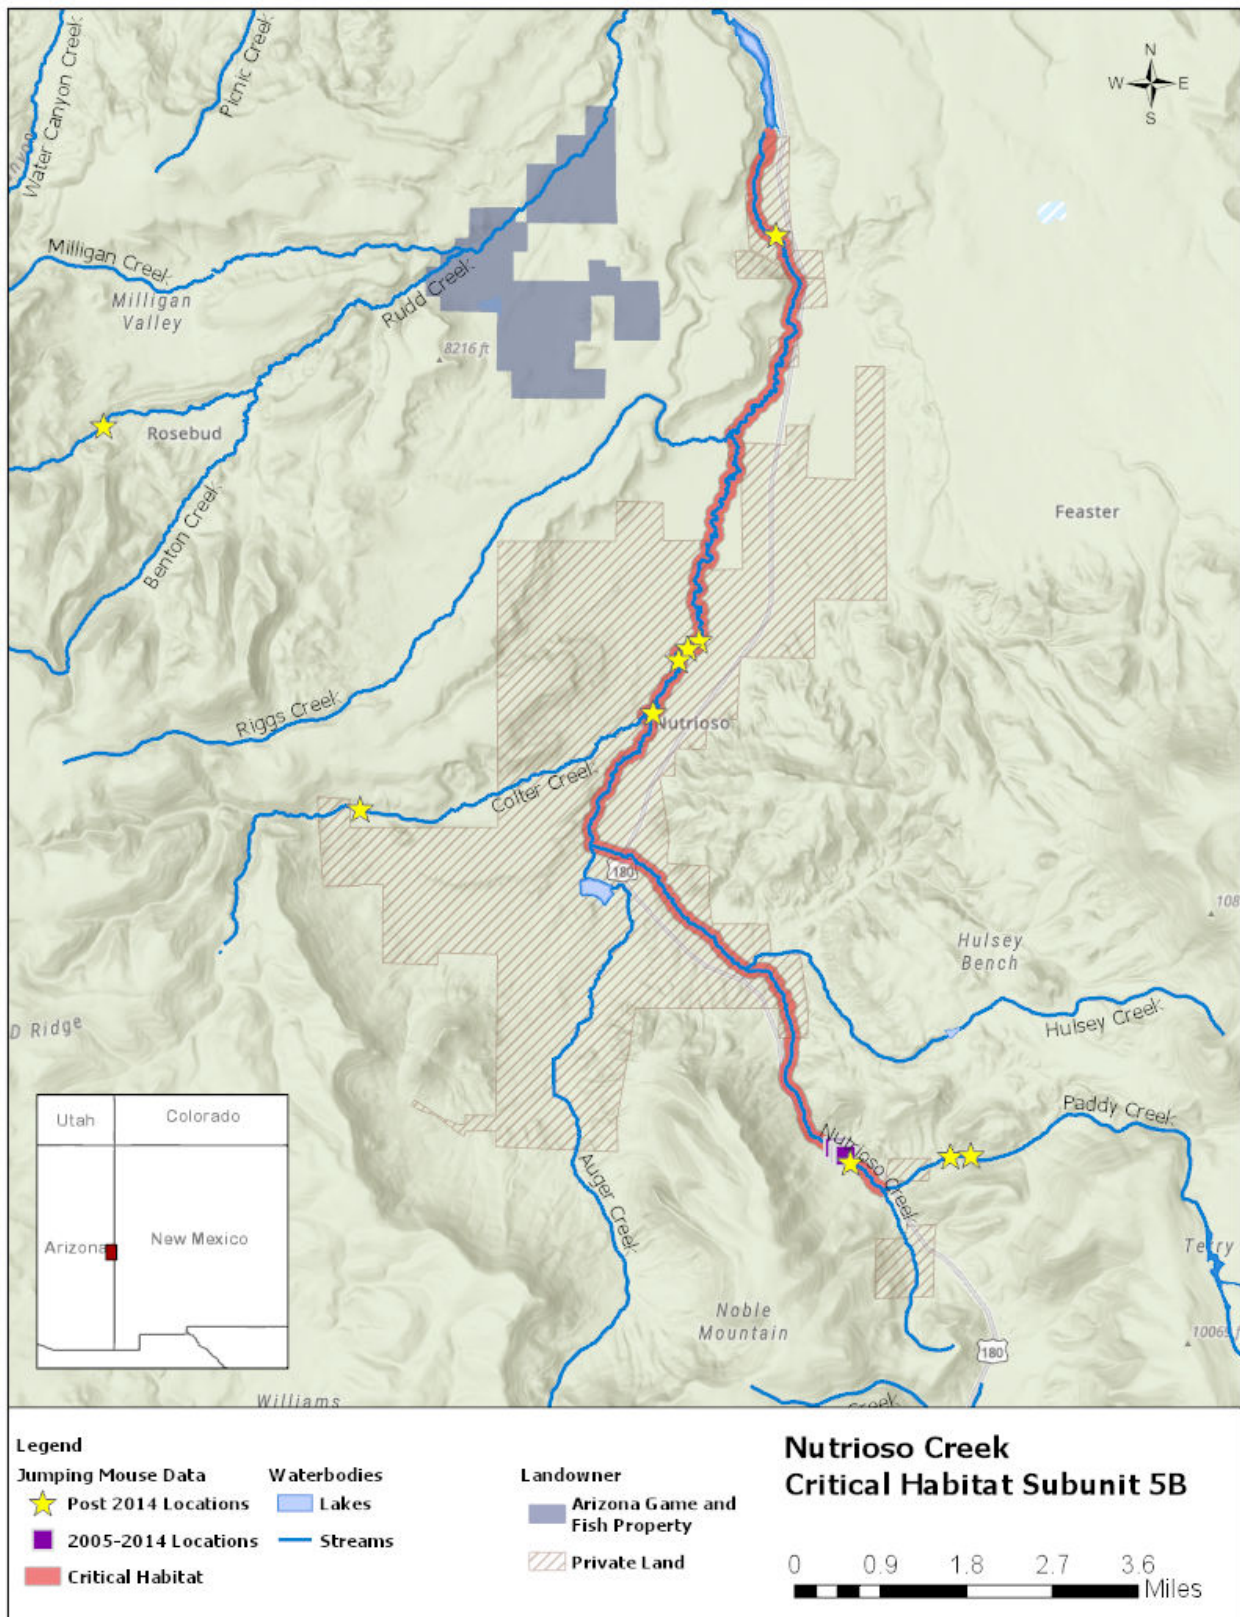 Water Canyon Creek
Picnic Creek
N
W
E
S
Milligan Creek
Milligan
Valley
Rudd Creek
8216 ft
Rosebud
Benton Creek
Feaster
Riggs Creek
Nutrioso
Colter Creek
180
108
Hulsey
Bench
D Ridge
Hulsey Creek
Paddy Creek
Nutrioso Creek
Auger Creek
Terry
Noble
Mountain
10069 f
180
Williams
Creek
Utah
Colorado
Arizona
New Mexico
Legend
Jumping Mouse Data
Post 2014 Locations
2005-2014 Locations
Critical Habitat
Waterbodies
Lakes
Streams
Landowner
Arizona Game and
Fish Property
Private Land
Nutrioso Creek
Critical Habitat Subunit 5B
0 0.9 1.8 2.7 3.6
Miles